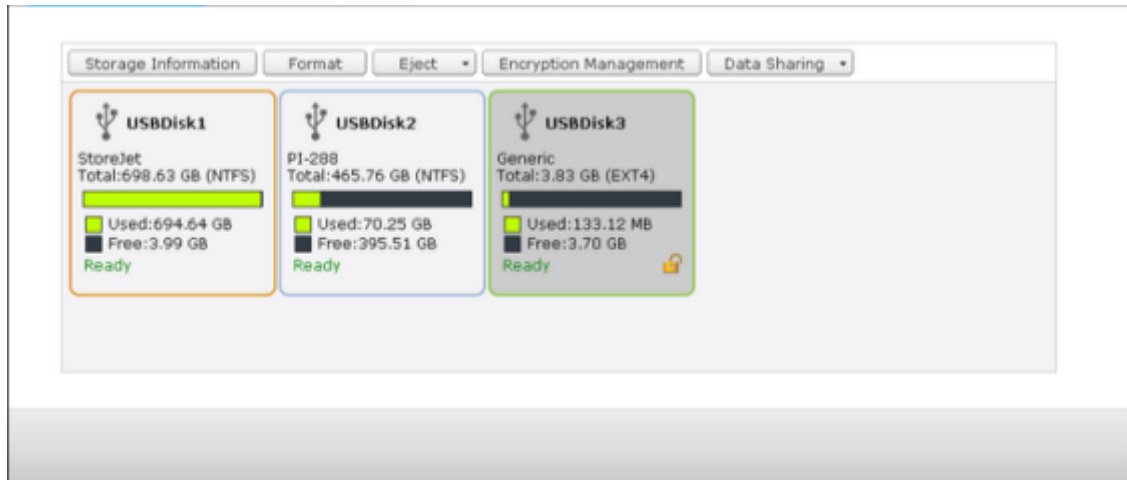 Storage Information Format Eject Encryption Management Data Sharing
USBDisk1
StoreJet
Total:698.63 GB (NTFS)
Used:694.64 GB
Free:3.99 GB
Ready
USBDisk2
PI-288
Total:465.76 GB (NTFS)
Used:70.25 GB
Free:395.51 GB
Ready
USBDisk3
Generic
Total:3.83 GB (EXT4)
Used:133.12 MB
Free:3.70 GB
Ready